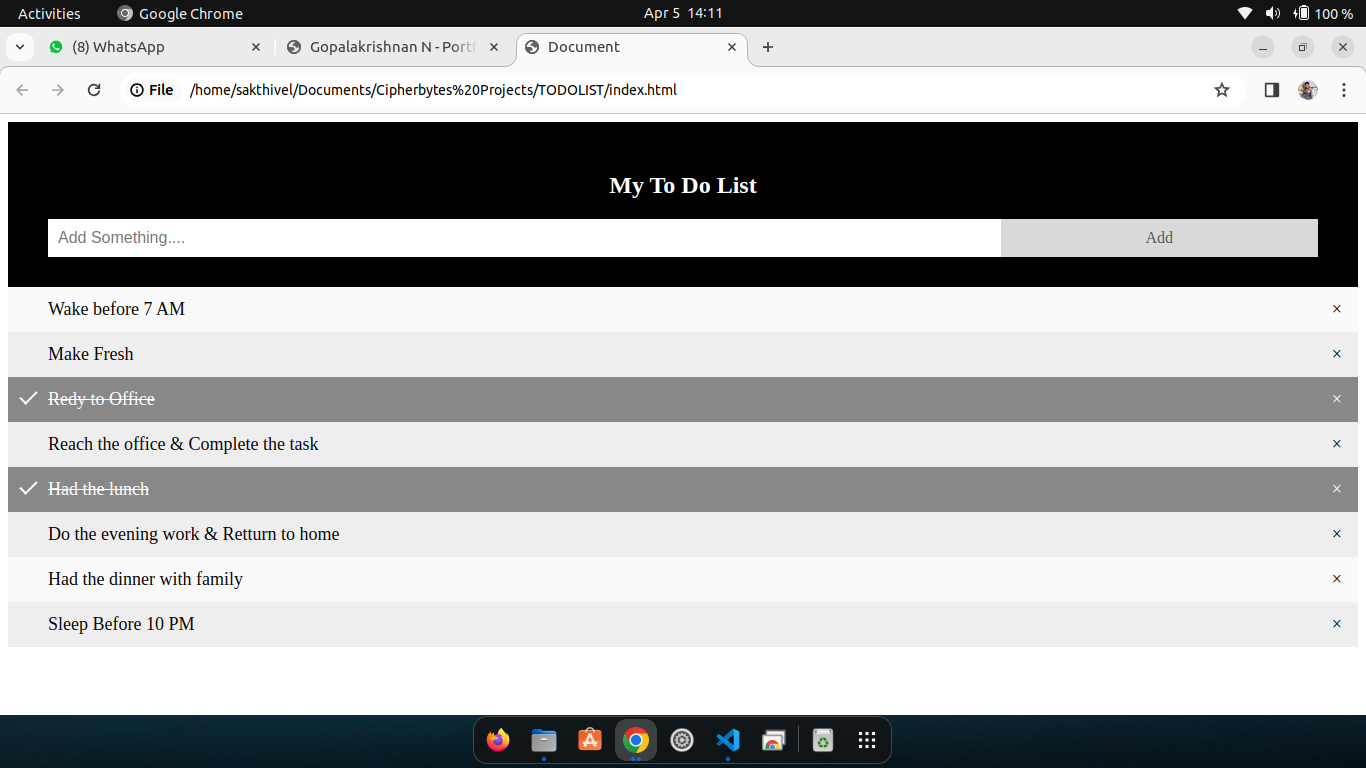 Activities Google Chrome Apr 5 14:11 100 %
(8) WhatsApp Gopalakrishnan N - Portf Document
File /home/sakthivel/Documents/Cipherbytes%20Projects/TODOLIST/index.html
My To Do List
Add Something.... Add
Wake before 7 AM ×
Make Fresh ×
Redy to Office ×
Reach the office & Complete the task ×
Had the lunch ×
Do the evening work & Retturn to home ×
Had the dinner with family ×
Sleep Before 10 PM ×